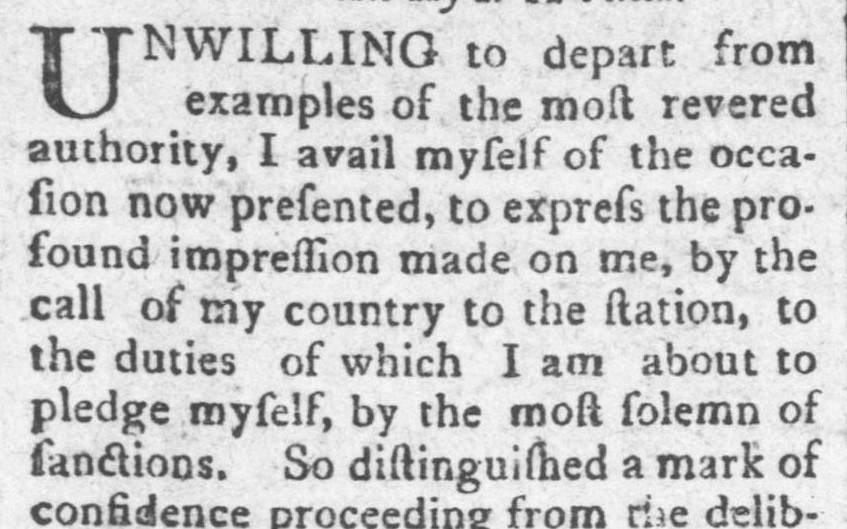 UNWILLING to depart from
examples of the moſt revered
authority, I avail myſelf of the occa-
ſion now preſented, to expreſs the pro-
found impreſſion made on me, by the
call of my country to the ſtation, to
the duties of which I am about to
pledge myſelf, by the moſt ſolemn of
ſanctions. So diſtinguiſhed a mark of
confidence proceeding from the delib-